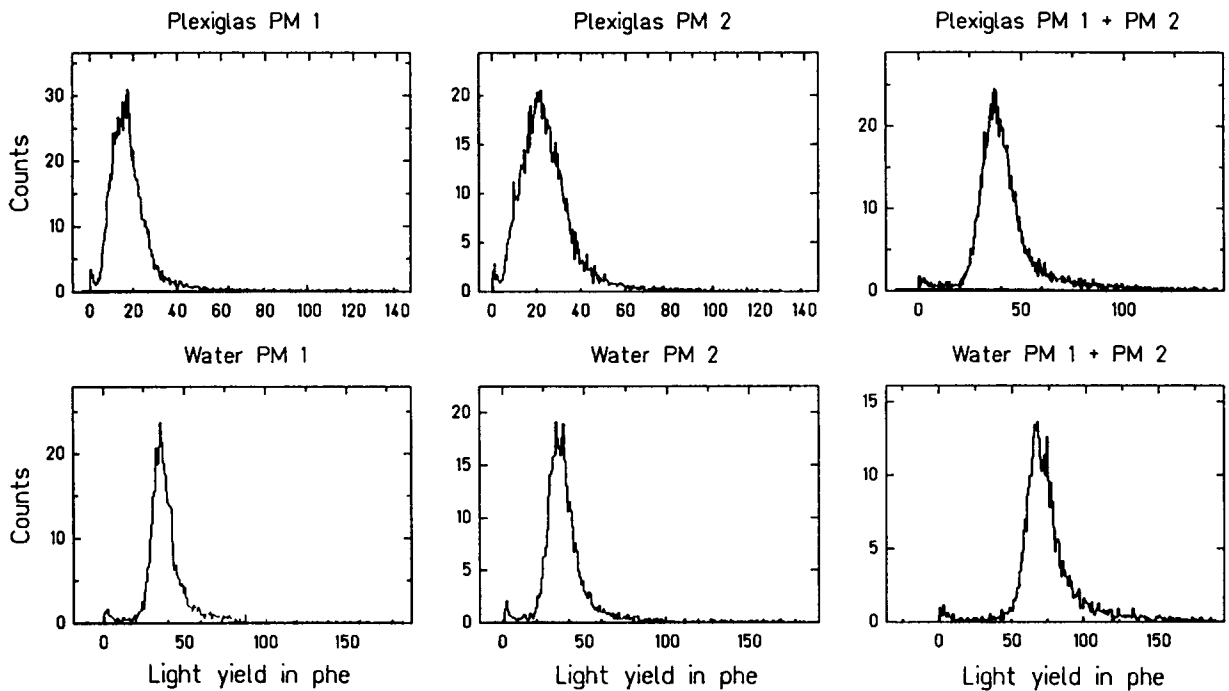 Plexiglas PM 1
Plexiglas PM 2
Plexiglas PM 1 + PM 2
Counts
30
20
10
0
0 20 40 60 80 100 120 140
20
15
10
5
0
0 20 40 60 80 100 120 140
20
10
0
0 50 100
Water PM 1
Water PM 2
Water PM 1 + PM 2
Counts
20
10
0
0 50 100 150
20
15
10
5
0
0 50 100 150
15
10
5
0
0 50 100 150
Light yield in phe
Light yield in phe
Light yield in phe